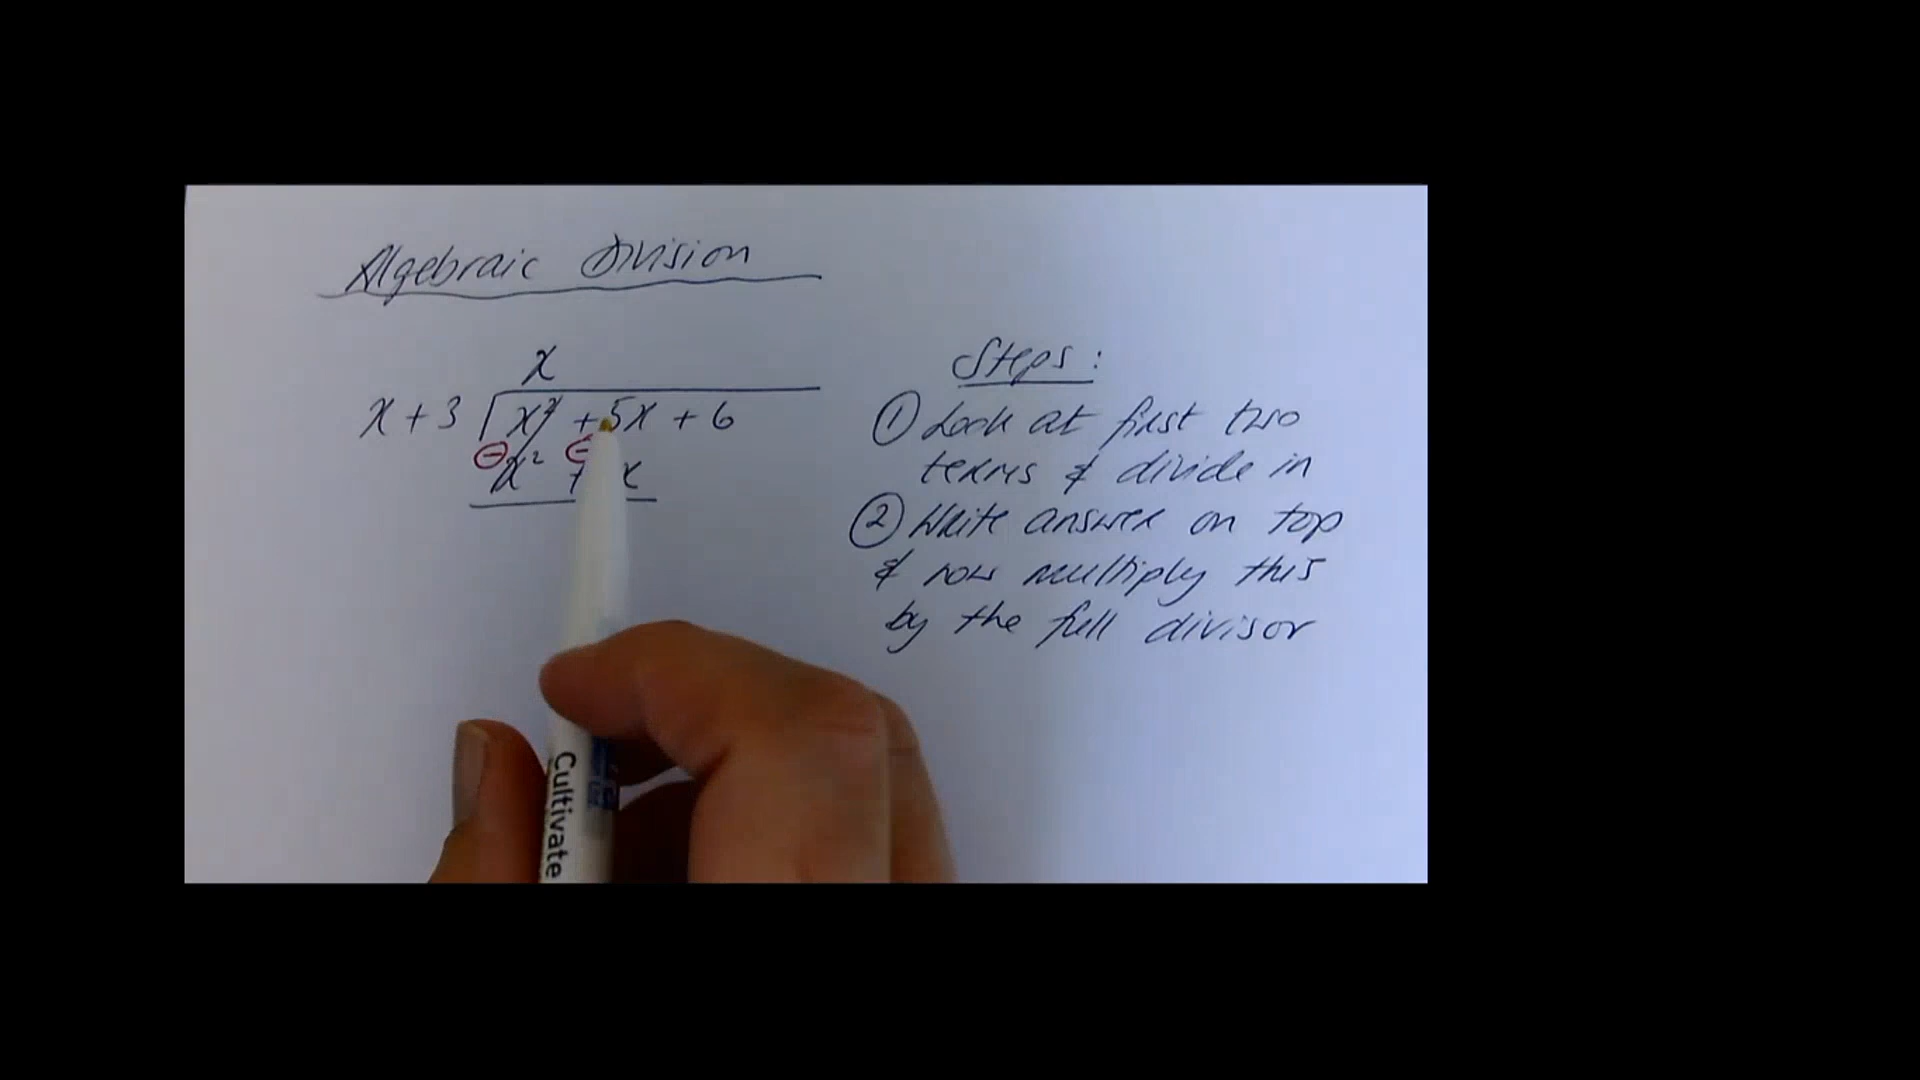 Algebraic Division
x
x + 3 x² + 5x + 6
x² + x
Steps:
① Look at first two
terms & divide in
② Write answer on top
& now multiply this
by the full divisor
Cultivate